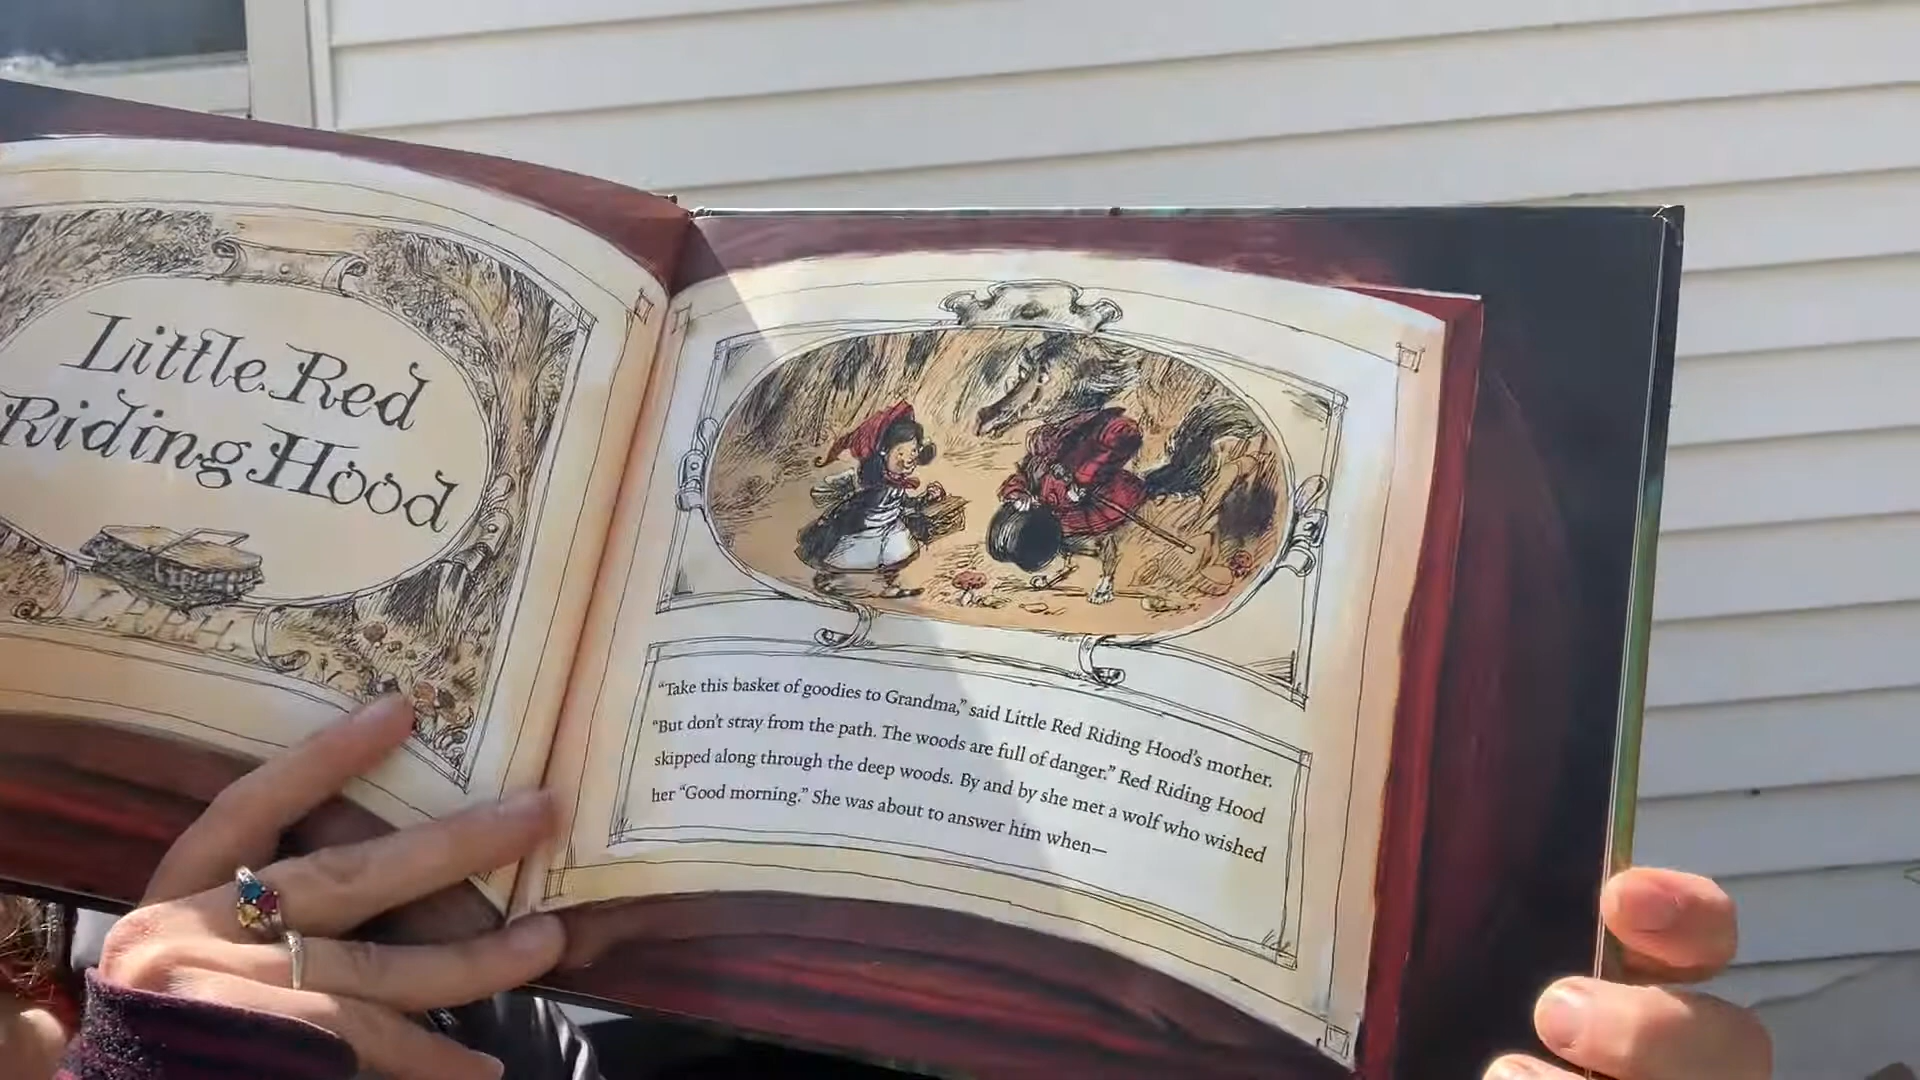 Little Red
Riding Hood
L.R.R.H.
“Take this basket of goodies to Grandma,” said Little Red Riding Hood’s mother.
“But don’t stray from the path. The woods are full of danger.” Red Riding Hood
skipped along through the deep woods. By and by she met a wolf who wished
her “Good morning.” She was about to answer him when—